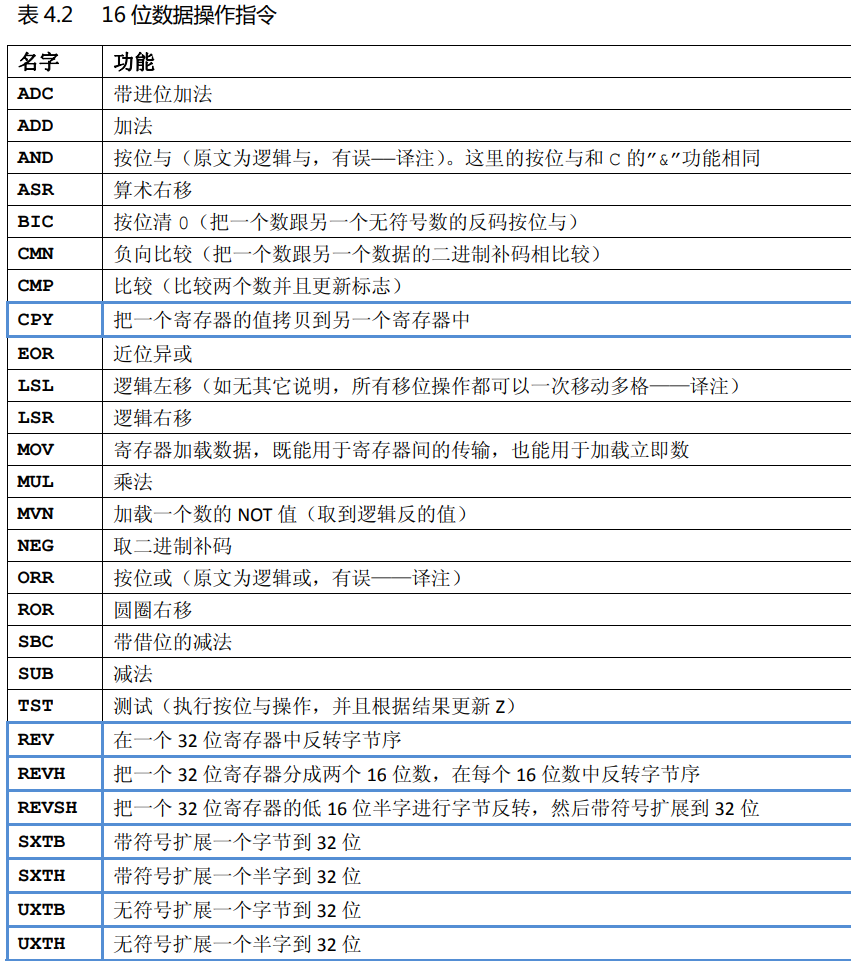 表 4.2 16 位数据操作指令
名字 功能
ADC 带进位加法
ADD 加法
AND 按位与（原文为逻辑与，有误——译注）。这里的按位与和 C 的”&”功能相同
ASR 算术右移
BIC 按位清 0（把一个数跟另一个无符号数的反码按位与）
CMN 负向比较（把一个数跟另一个数据的二进制补码相比较）
CMP 比较（比较两个数并且更新标志）
CPY 把一个寄存器的值拷贝到另一个寄存器中
EOR 近位异或
LSL 逻辑左移（如无其它说明，所有移位操作都可以一次移动多格——译注）
LSR 逻辑右移
MOV 寄存器加载数据，既能用于寄存器间的传输，也能用于加载立即数
MUL 乘法
MVN 加载一个数的 NOT 值（取到逻辑反的值）
NEG 取二进制补码
ORR 按位或（原文为逻辑或，有误——译注）
ROR 圆圈右移
SBC 带借位的减法
SUB 减法
TST 测试（执行按位与操作，并且根据结果更新 Z）
REV 在一个 32 位寄存器中反转字节序
REVH 把一个 32 位寄存器分成两个 16 位数，在每个 16 位数中反转字节序
REVSH 把一个 32 位寄存器的低 16 位半字进行字节反转，然后带符号扩展到 32 位
SXTB 带符号扩展一个字节到 32 位
SXTH 带符号扩展一个半字到 32 位
UXTB 无符号扩展一个字节到 32 位
UXTH 无符号扩展一个半字到 32 位